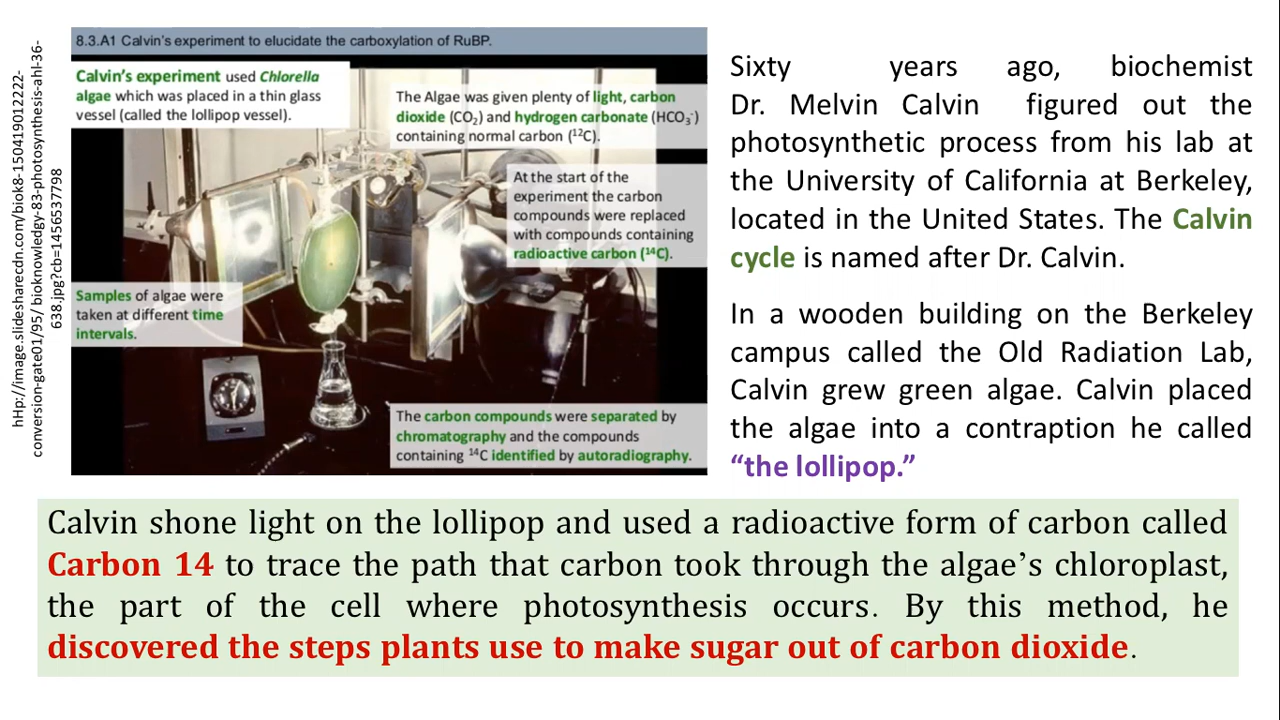 hHp://image.slidesharecdn.com/biok8-150419012222-
conversion-gate01/95/ bioknowledgy-83-photosynthesis-ahl-36-
638.jpg?cb=1456537798
8.3.A1 Calvin's experiment to elucidate the carboxylation of RuBP.
Calvin's experiment used Chlorella
algae which was placed in a thin glass
vessel (called the lollipop vessel).
The Algae was given plenty of light, carbon
dioxide (CO₂) and hydrogen carbonate (HCO₃⁻)
containing normal carbon (¹²C).
At the start of the
experiment the carbon
compounds were replaced
with compounds containing
radioactive carbon (¹⁴C).
Samples of algae were
taken at different time
intervals.
The carbon compounds were separated by
chromatography and the compounds
containing ¹⁴C identified by autoradiography.
Sixty years ago, biochemist
Dr. Melvin Calvin figured out the
photosynthetic process from his lab at
the University of California at Berkeley,
located in the United States. The Calvin
cycle is named after Dr. Calvin.
In a wooden building on the Berkeley
campus called the Old Radiation Lab,
Calvin grew green algae. Calvin placed
the algae into a contraption he called
“the lollipop.”
Calvin shone light on the lollipop and used a radioactive form of carbon called
Carbon 14 to trace the path that carbon took through the algae’s chloroplast,
the part of the cell where photosynthesis occurs. By this method, he
discovered the steps plants use to make sugar out of carbon dioxide.